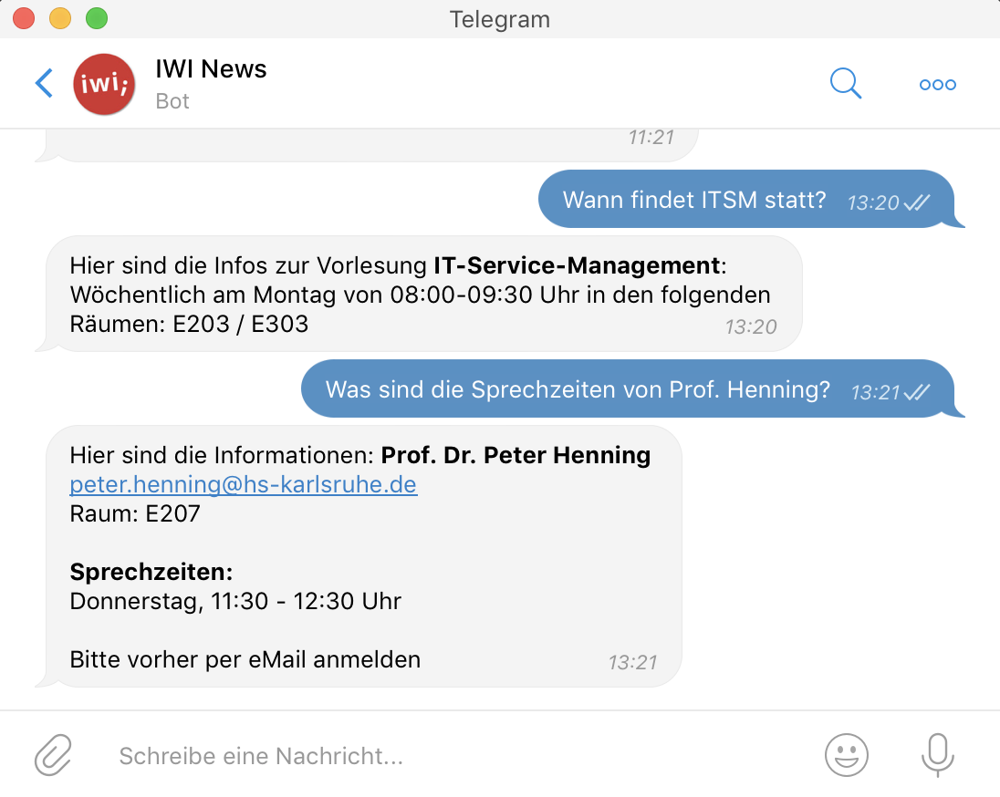 Telegram
iwi;
IWI News
Bot
11:21
Wann findet ITSM statt? 13:20
Hier sind die Infos zur Vorlesung IT-Service-Management:
Wöchentlich am Montag von 08:00-09:30 Uhr in den folgenden
Räumen: E203 / E303 13:20
Was sind die Sprechzeiten von Prof. Henning? 13:21
Hier sind die Informationen: Prof. Dr. Peter Henning
peter.henning@hs-karlsruhe.de
Raum: E207
Sprechzeiten:
Donnerstag, 11:30 - 12:30 Uhr
Bitte vorher per eMail anmelden 13:21
Schreibe eine Nachricht...